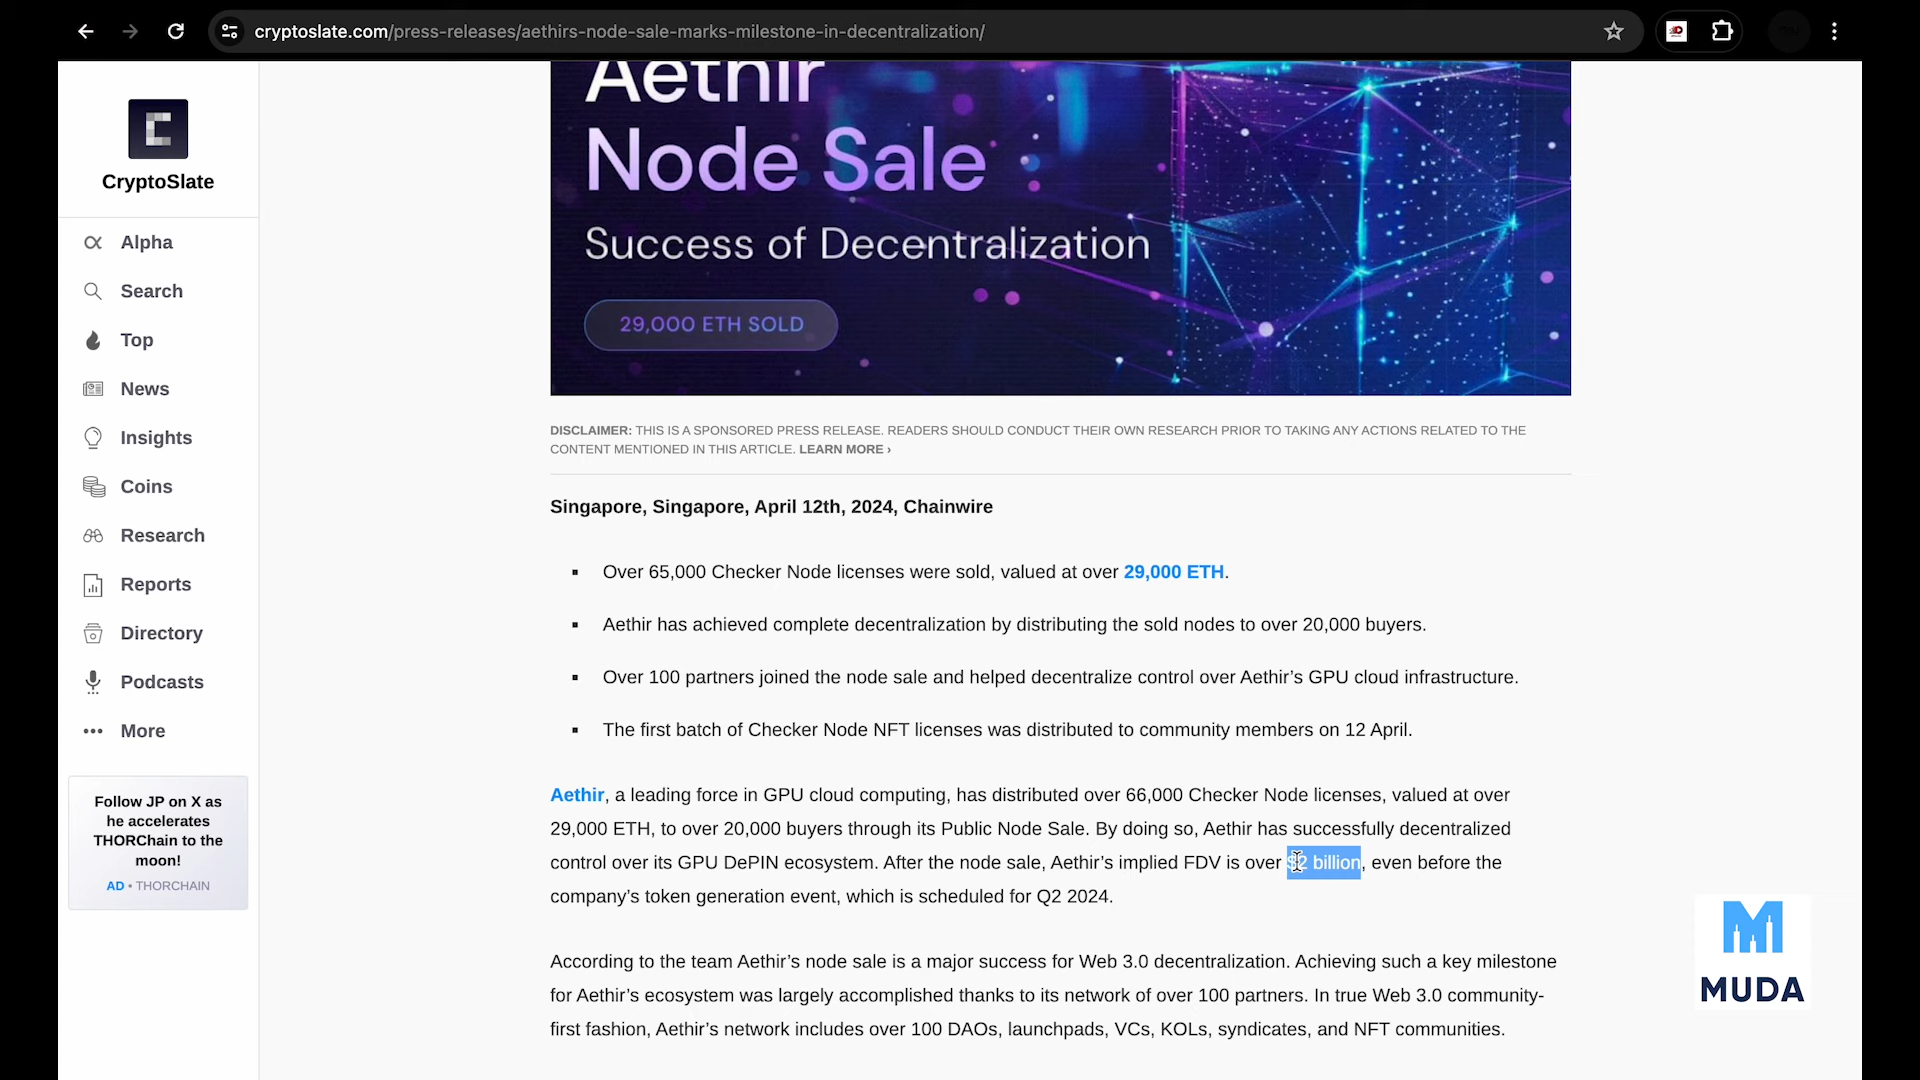 cryptoslate.com/press-releases/aethirs-node-sale-marks-milestone-in-decentralization/
CryptoSlate
Alpha
Search
Top
News
Insights
Coins
Research
Reports
Directory
Podcasts
More
Follow JP on X as
he accelerates
THORChain to the
moon!
AD • THORCHAIN
Aethir
Node Sale
Success of Decentralization
29,000 ETH SOLD
DISCLAIMER: THIS IS A SPONSORED PRESS RELEASE. READERS SHOULD CONDUCT THEIR OWN RESEARCH PRIOR TO TAKING ANY ACTIONS RELATED TO THE
CONTENT MENTIONED IN THIS ARTICLE. LEARN MORE ›
Singapore, Singapore, April 12th, 2024, Chainwire
▪ Over 65,000 Checker Node licenses were sold, valued at over 29,000 ETH.
▪ Aethir has achieved complete decentralization by distributing the sold nodes to over 20,000 buyers.
▪ Over 100 partners joined the node sale and helped decentralize control over Aethir’s GPU cloud infrastructure.
▪ The first batch of Checker Node NFT licenses was distributed to community members on 12 April.
Aethir, a leading force in GPU cloud computing, has distributed over 66,000 Checker Node licenses, valued at over
29,000 ETH, to over 20,000 buyers through its Public Node Sale. By doing so, Aethir has successfully decentralized
control over its GPU DePIN ecosystem. After the node sale, Aethir’s implied FDV is over $2 billion, even before the
company’s token generation event, which is scheduled for Q2 2024.
According to the team Aethir’s node sale is a major success for Web 3.0 decentralization. Achieving such a key milestone
for Aethir’s ecosystem was largely accomplished thanks to its network of over 100 partners. In true Web 3.0 community-
first fashion, Aethir’s network includes over 100 DAOs, launchpads, VCs, KOLs, syndicates, and NFT communities.
MUDA